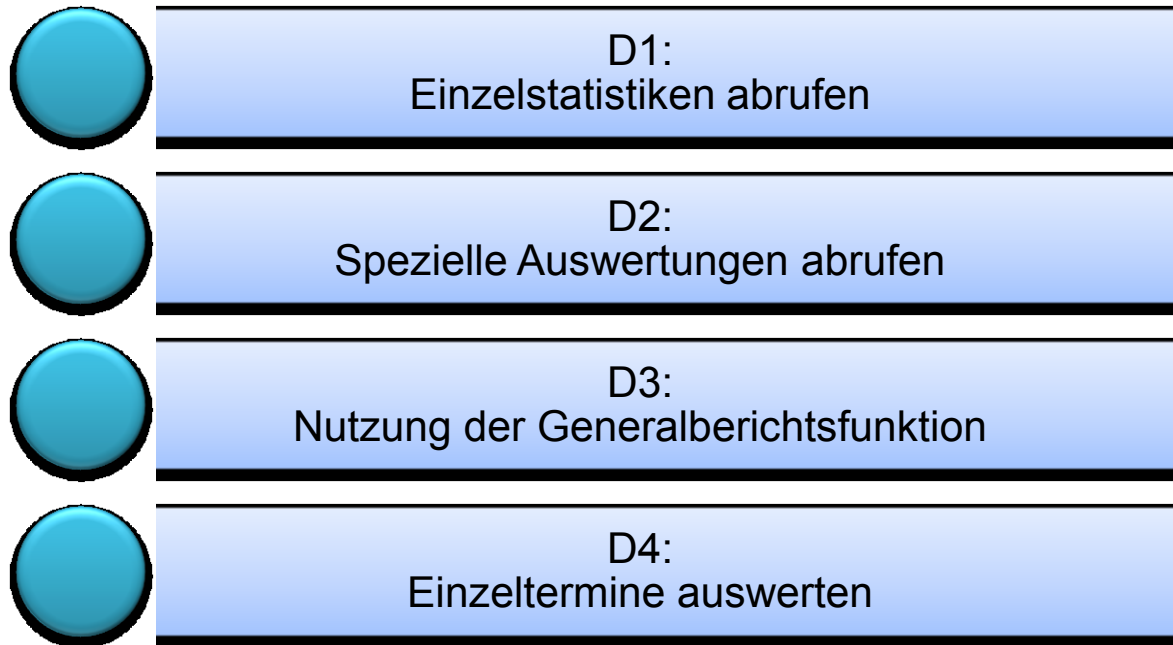 D1:
Einzelstatistiken abrufen
D2:
Spezielle Auswertungen abrufen
D3:
Nutzung der Generalberichtsfunktion
D4:
Einzeltermine auswerten